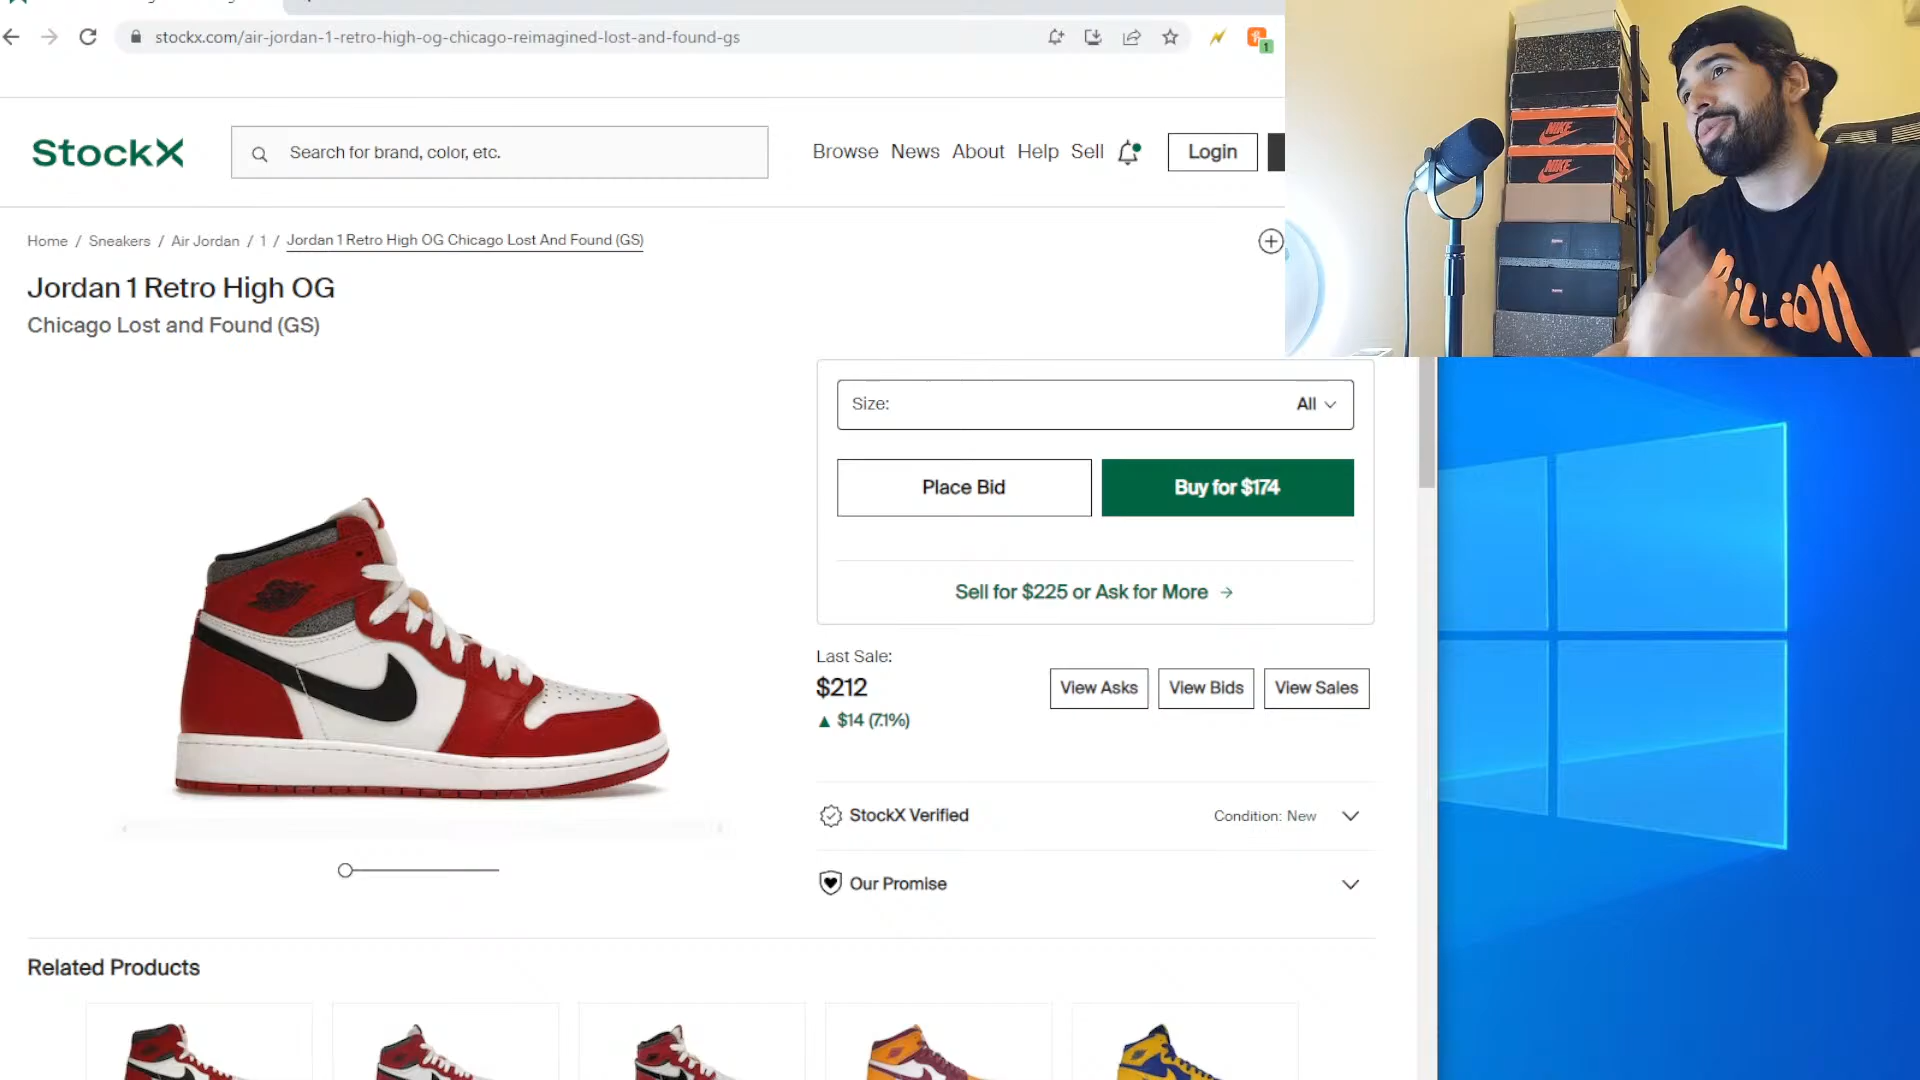 stockx.com/air-jordan-1-retro-high-og-chicago-reimagined-lost-and-found-gs
1
StockX
Search for brand, color, etc.
Browse News About Help Sell
Login
Home / Sneakers / Air Jordan / 1 / Jordan 1 Retro High OG Chicago Lost And Found (GS)
Jordan 1 Retro High OG
Chicago Lost and Found (GS)
NIKE
NIKE
Billion
Size: All
Place Bid
Buy for $174
Sell for $225 or Ask for More →
Last Sale:
$212
▲ $14 (7.1%)
View Asks
View Bids
View Sales
StockX Verified
Condition: New
Our Promise
Related Products